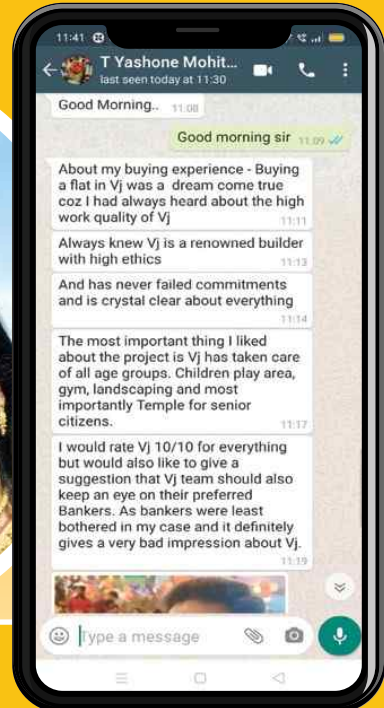 11:41
T Yashone Mohit...
last seen today at 11:30
Good Morning.. 11:08
Good morning sir 11:09
About my buying experience - Buying
a flat in Vj was a dream come true
coz I had always heard about the high
work quality of Vj
11:11
Always knew Vj is a renowned builder
with high ethics
11:13
And has never failed commitments
and is crystal clear about everything
11:14
The most important thing I liked
about the project is Vj has taken care
of all age groups. Children play area,
gym, landscaping and most
importantly Temple for senior
citizens.
11:17
I would rate Vj 10/10 for everything
but would also like to give a
suggestion that Vj team should also
keep an eye on their preferred
Bankers. As bankers were least
bothered in my case and it definitely
gives a very bad impression about Vj.
11:19
Type a message